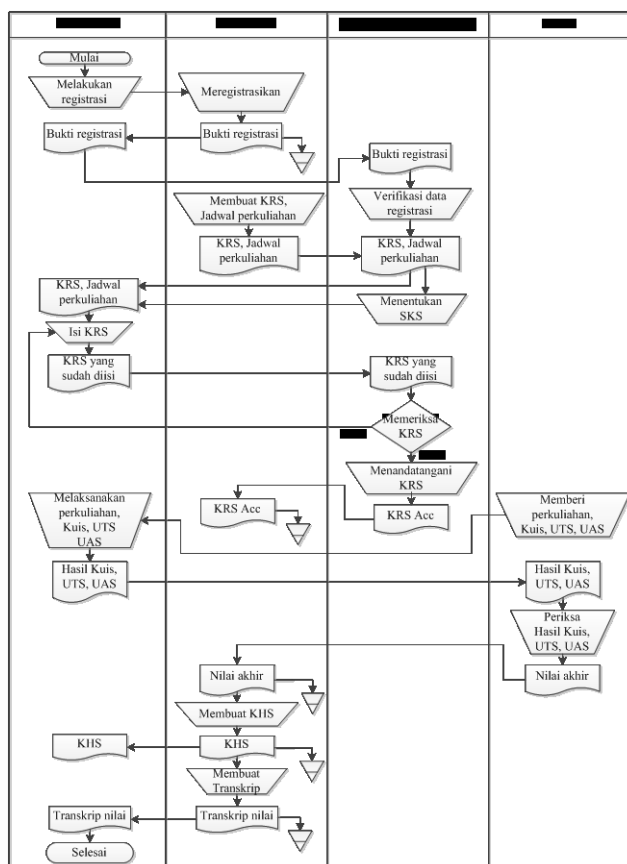 Mulai
Melakukan
registrasi
Meregistrasikan
Bukti registrasi
Bukti registrasi
Bukti registrasi
Verifikasi data
registrasi
Membuat KRS,
Jadwal perkuliahan
KRS, Jadwal
perkuliahan
KRS, Jadwal
perkuliahan
KRS, Jadwal
perkuliahan
Menentukan
SKS
Isi KRS
KRS yang
sudah diisi
KRS yang
sudah diisi
Memeriksa
KRS
Menandatangani
KRS
KRS Acc
KRS Acc
Melaksanakan
perkuliahan,
Kuis, UTS
UAS
Memberi
perkuliahan,
Kuis, UTS, UAS
Hasil Kuis,
UTS, UAS
Hasil Kuis,
UTS, UAS
Periksa
Hasil Kuis,
UTS, UAS
Nilai akhir
Nilai akhir
Membuat KHS
KHS
KHS
Membuat
Transkrip
Transkrip nilai
Transkrip nilai
Selesai